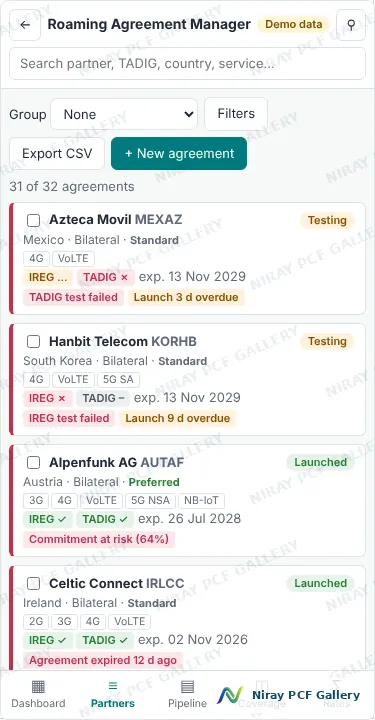 ← Roaming Agreement Manager Demo data
Search partner, TADIG, country, service...
Group None Filters
Export CSV + New agreement
31 of 32 agreements
Azteca Movil MEXAZ Testing
Mexico · Bilateral · Standard
4G VoLTE
IREG … TADIG × exp. 13 Nov 2029
TADIG test failed Launch 3 d overdue
Hanbit Telecom KORHB Testing
South Korea · Bilateral · Standard
4G VoLTE 5G SA
IREG × TADIG – exp. 13 Nov 2029
IREG test failed Launch 9 d overdue
Alpenfunk AG AUTAF Launched
Austria · Bilateral · Preferred
3G 4G VoLTE 5G NSA NB-IoT
IREG ✓ TADIG ✓ exp. 26 Jul 2028
Commitment at risk (64%)
Celtic Connect IRLCC Launched
Ireland · Bilateral · Standard
2G 3G 4G VoLTE
IREG ✓ TADIG ✓ exp. 02 Nov 2026
Agreement expired 12 d ago
Dashboard Partners Pipeline Coverage Rates
Niray PCF Gallery
NIRAY PCF GALLERY